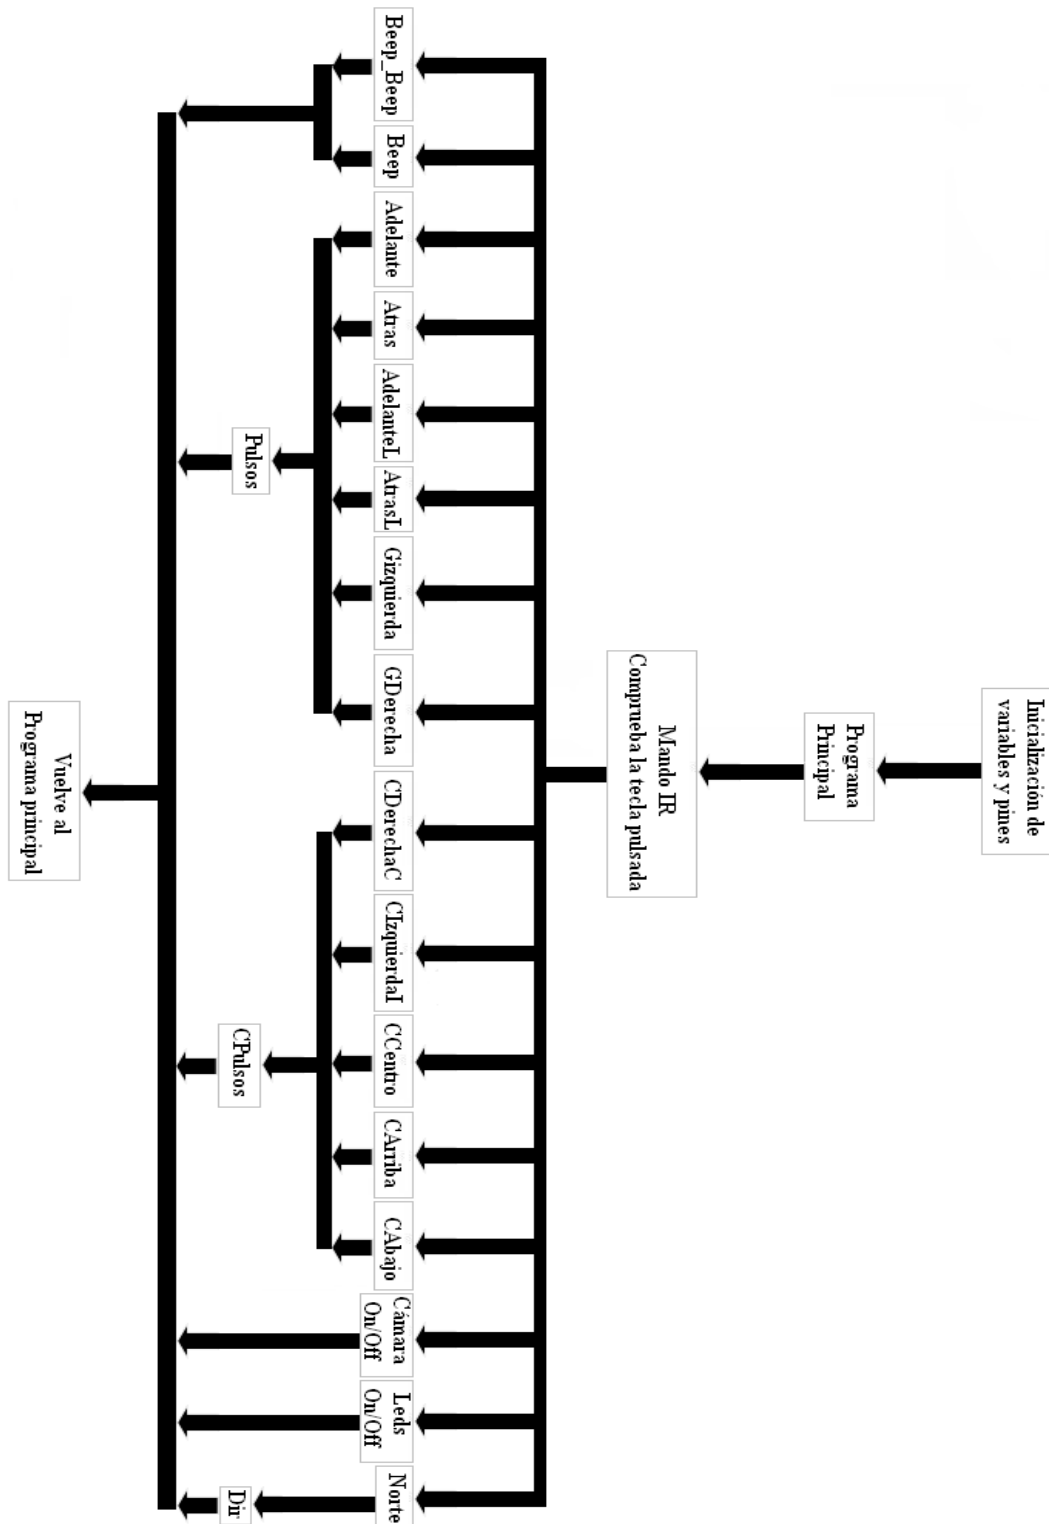 Inicialización de
variables y pines
Programa
Principal
Mando IR
Comprueba la tecla pulsada
Beep_Beep
Beep
Adelante
Atras
AdelanteL
AtrasL
Gizquierda
GDerecha
CDerechaC
CIzquierdaI
CCentro
CArriba
CAbajo
Cámara
On/Off
Leds
On/Off
Norte
Pulsos
CPulsos
Dir
Vuelve al
Programa principal